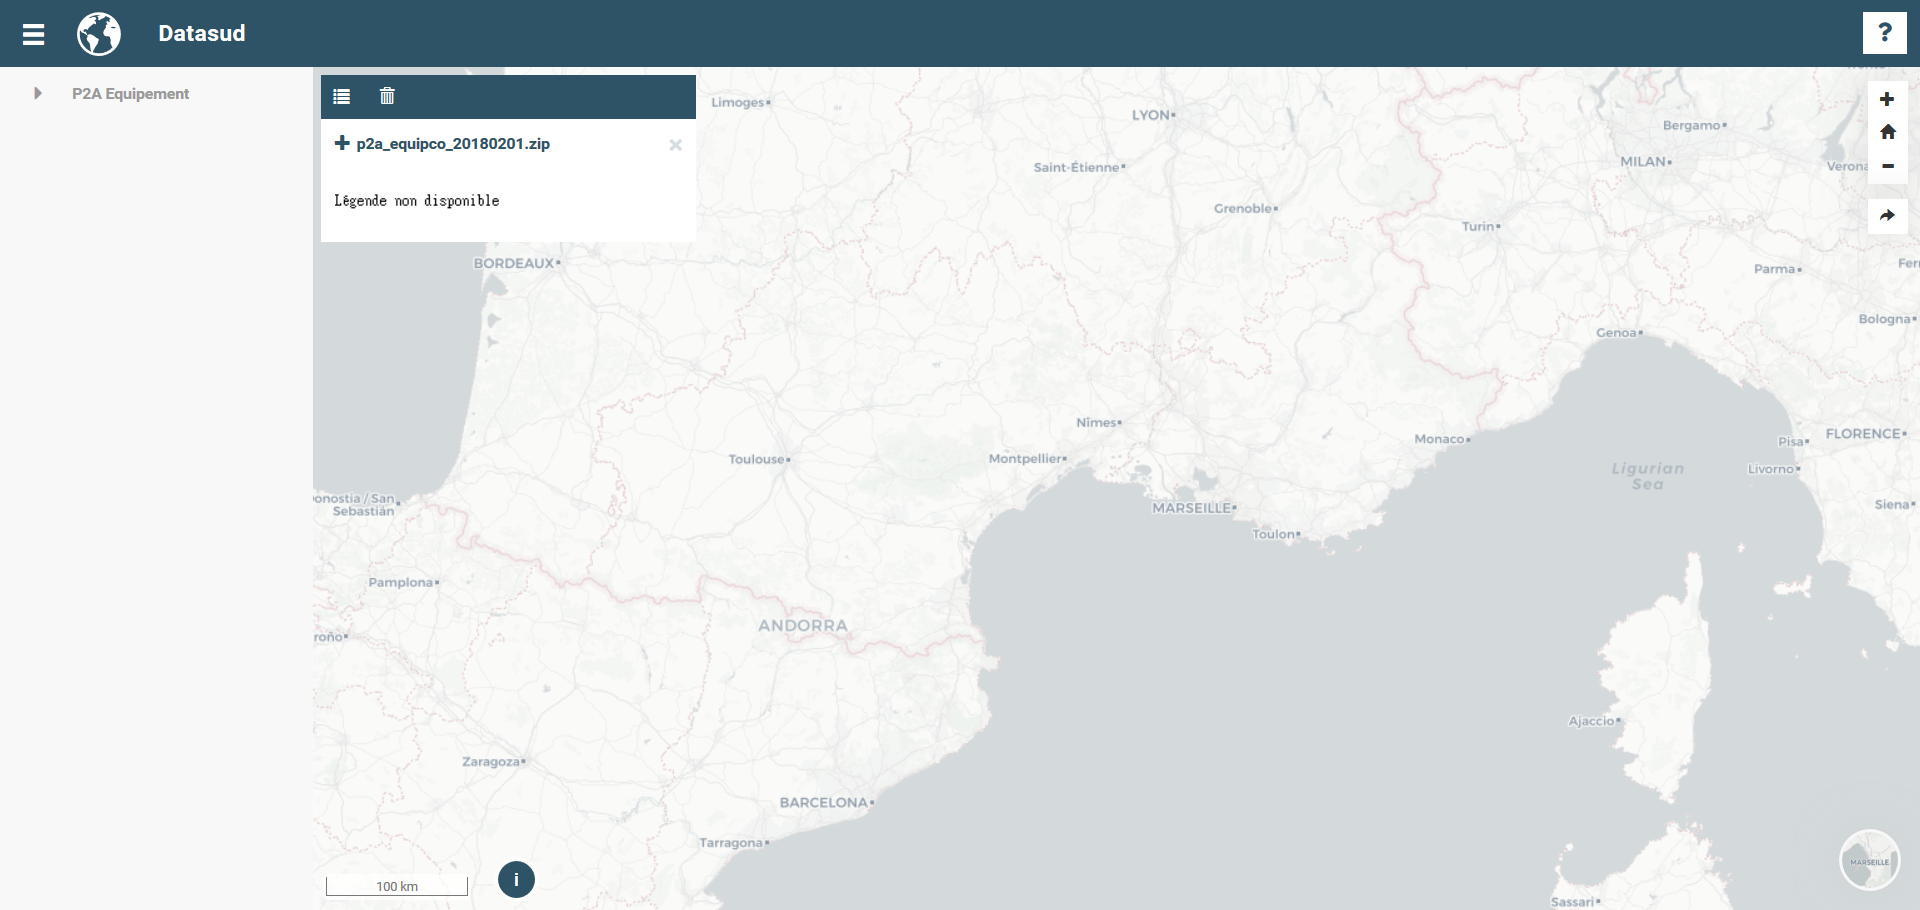 Datasud
?
P2A Equipement
p2a_equipco_20180201.zip
Légende non disponible
Limoges
LYON
Bergamo
MILAN
Verona
Saint-Étienne
Grenoble
Turin
BORDEAUX
Parma
Fer
Bologna
Genoa
Nîmes
Monaco
Pisa
FLORENCE
Toulouse
Montpellier
Ligurian
Sea
Livorno
onostia / San
Sebastián
MARSEILLE
Siena
Toulon
Pamplona
ANDORRA
roño
Ajaccio
Zaragoza
BARCELONA
Tarragona
MARSEILLE
100 km
i
Sassari